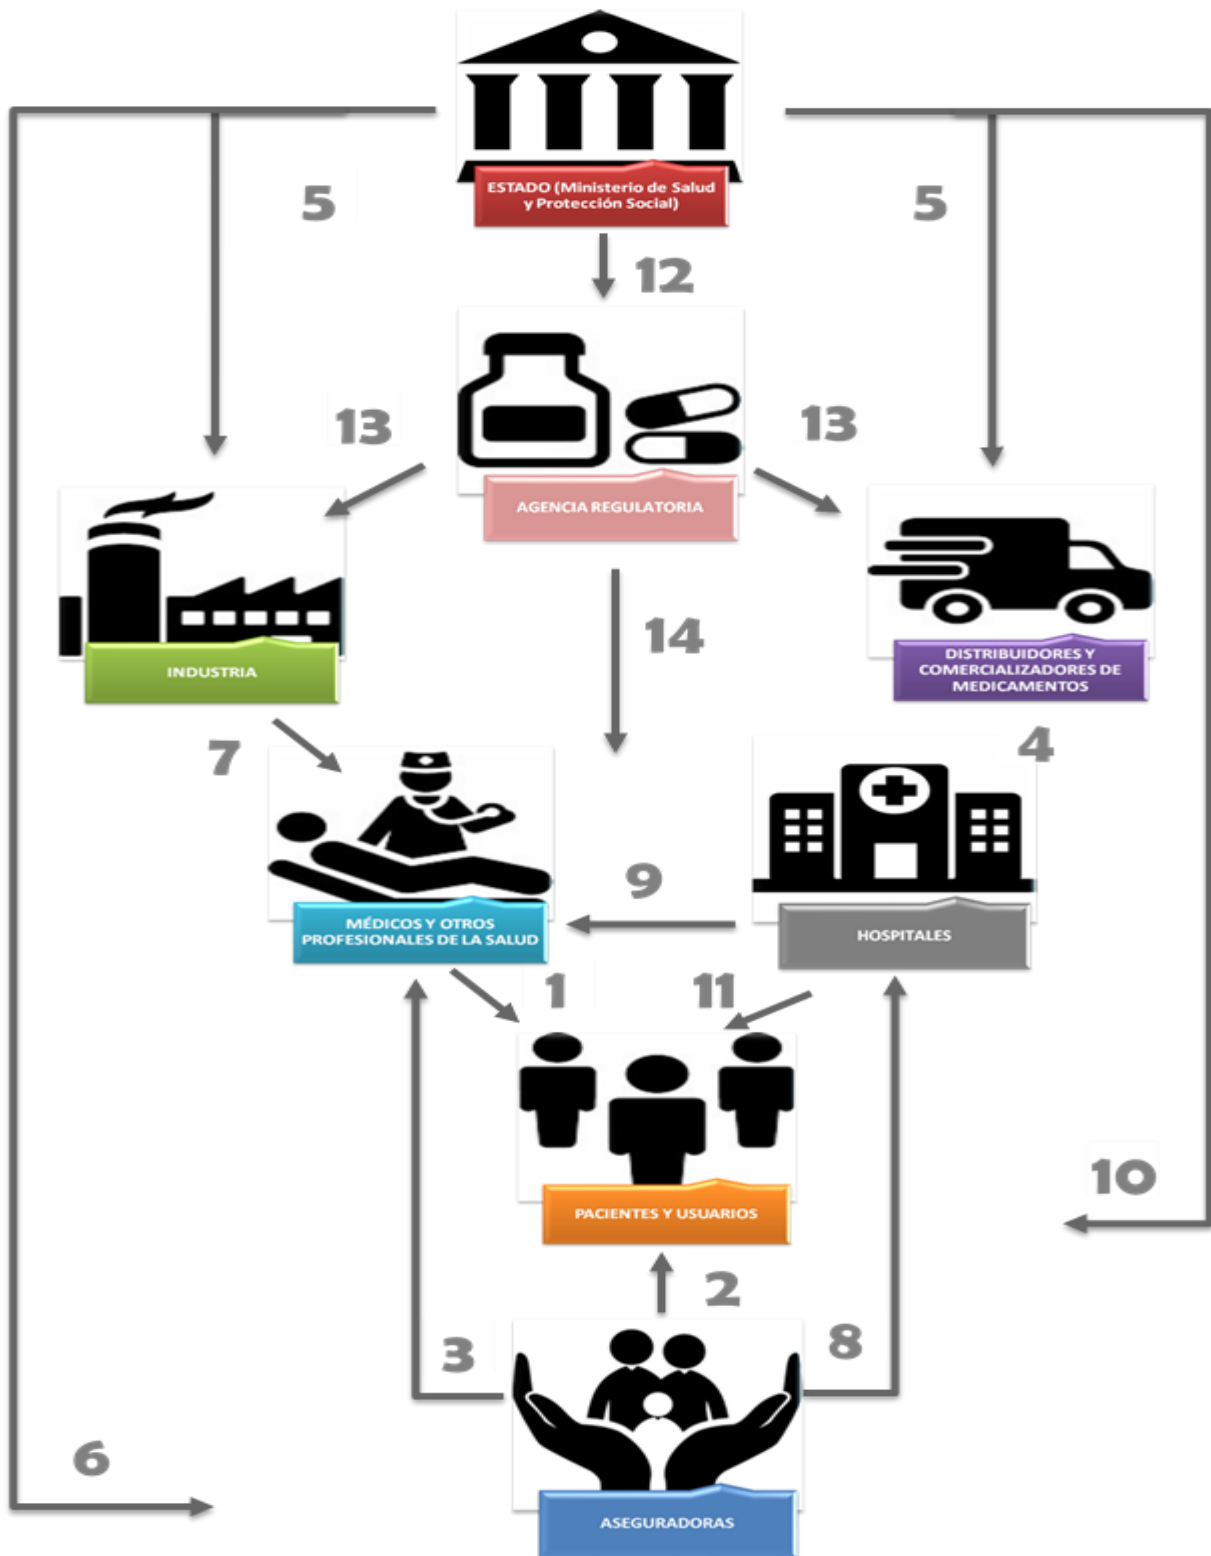 ESTADO (Ministerio de Salud
y Protección Social)
5
5
12
13
13
AGENCIA REGULATORIA
14
INDUSTRIA
DISTRIBUIDORES Y
COMERCIALIZADORES DE
MEDICAMENTOS
7
4
9
MÉDICOS Y OTROS
PROFESIONALES DE LA SALUD
HOSPITALES
1
11
10
PACIENTES Y USUARIOS
2
3
8
6
ASEGURADORAS